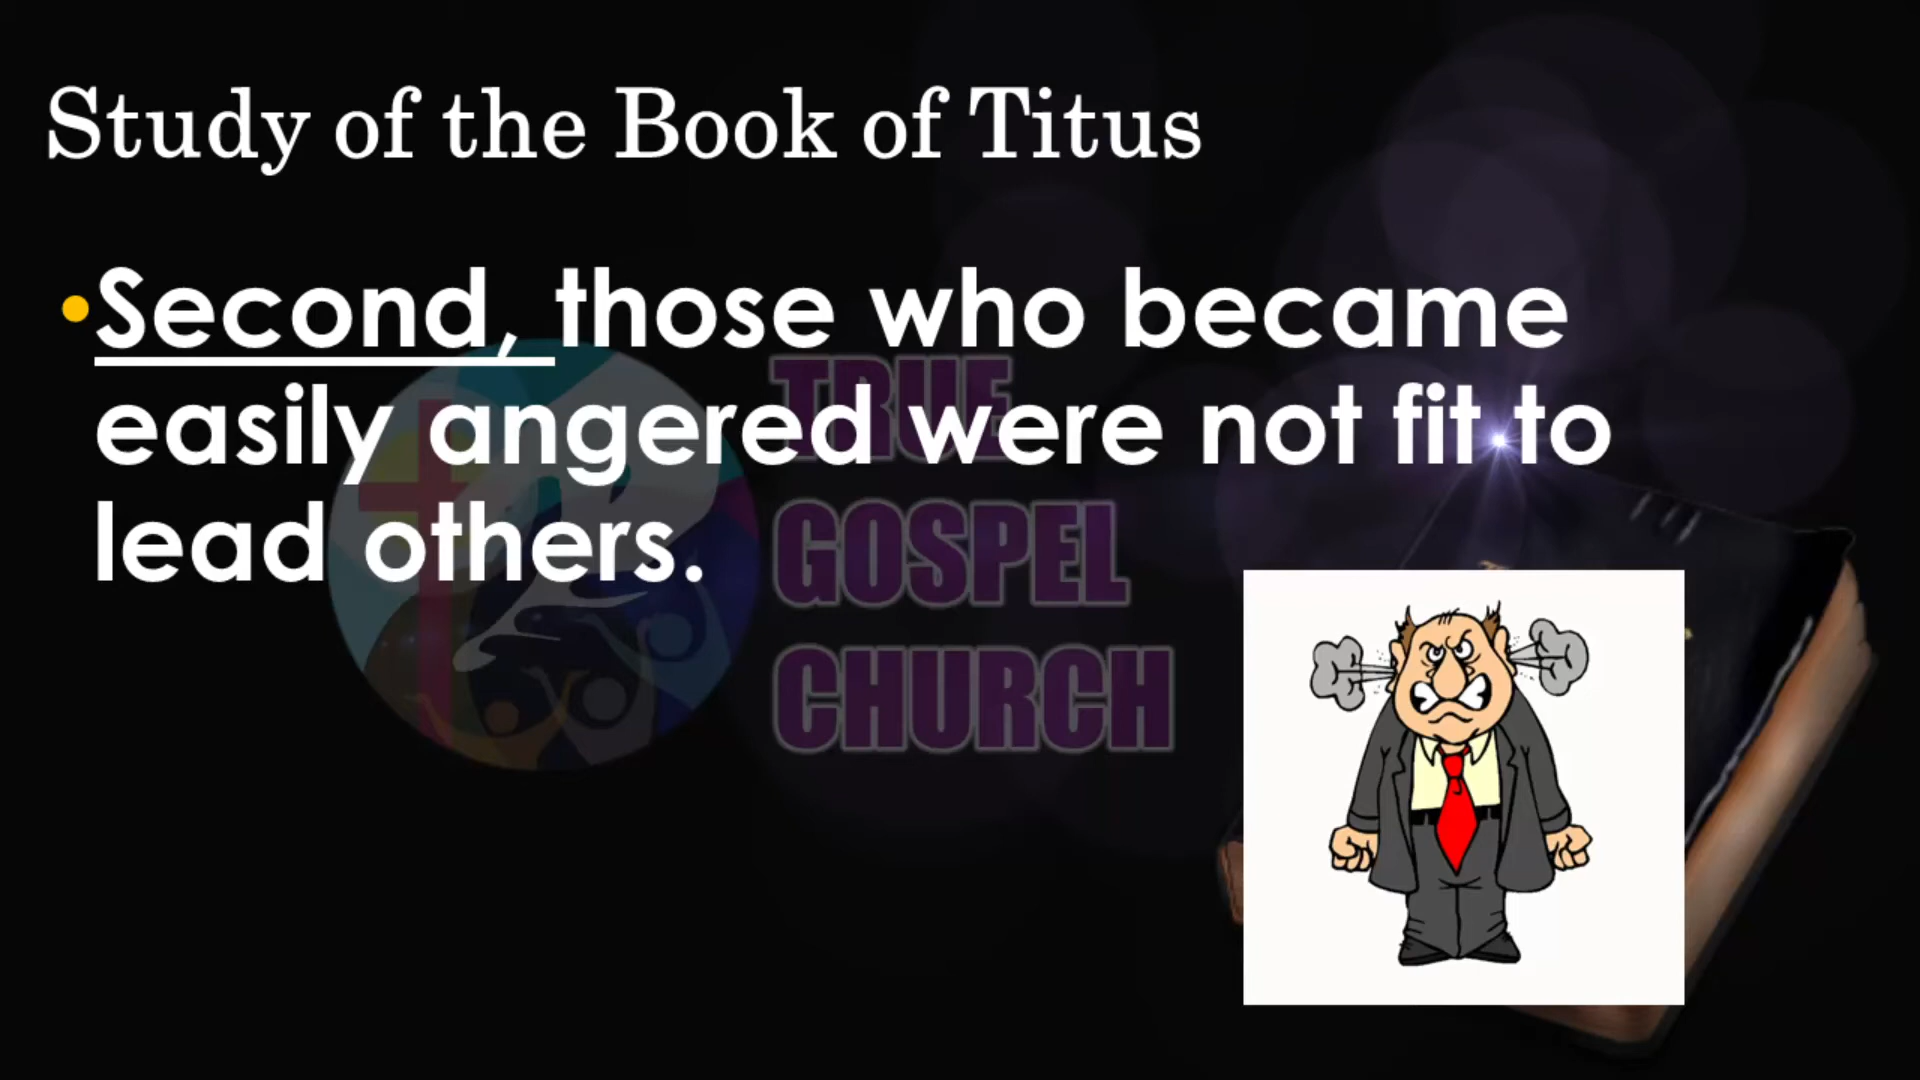 Study of the Book of Titus
•Second, those who became
easily angered were not fit to
lead others.
TRUE
GOSPEL
CHURCH